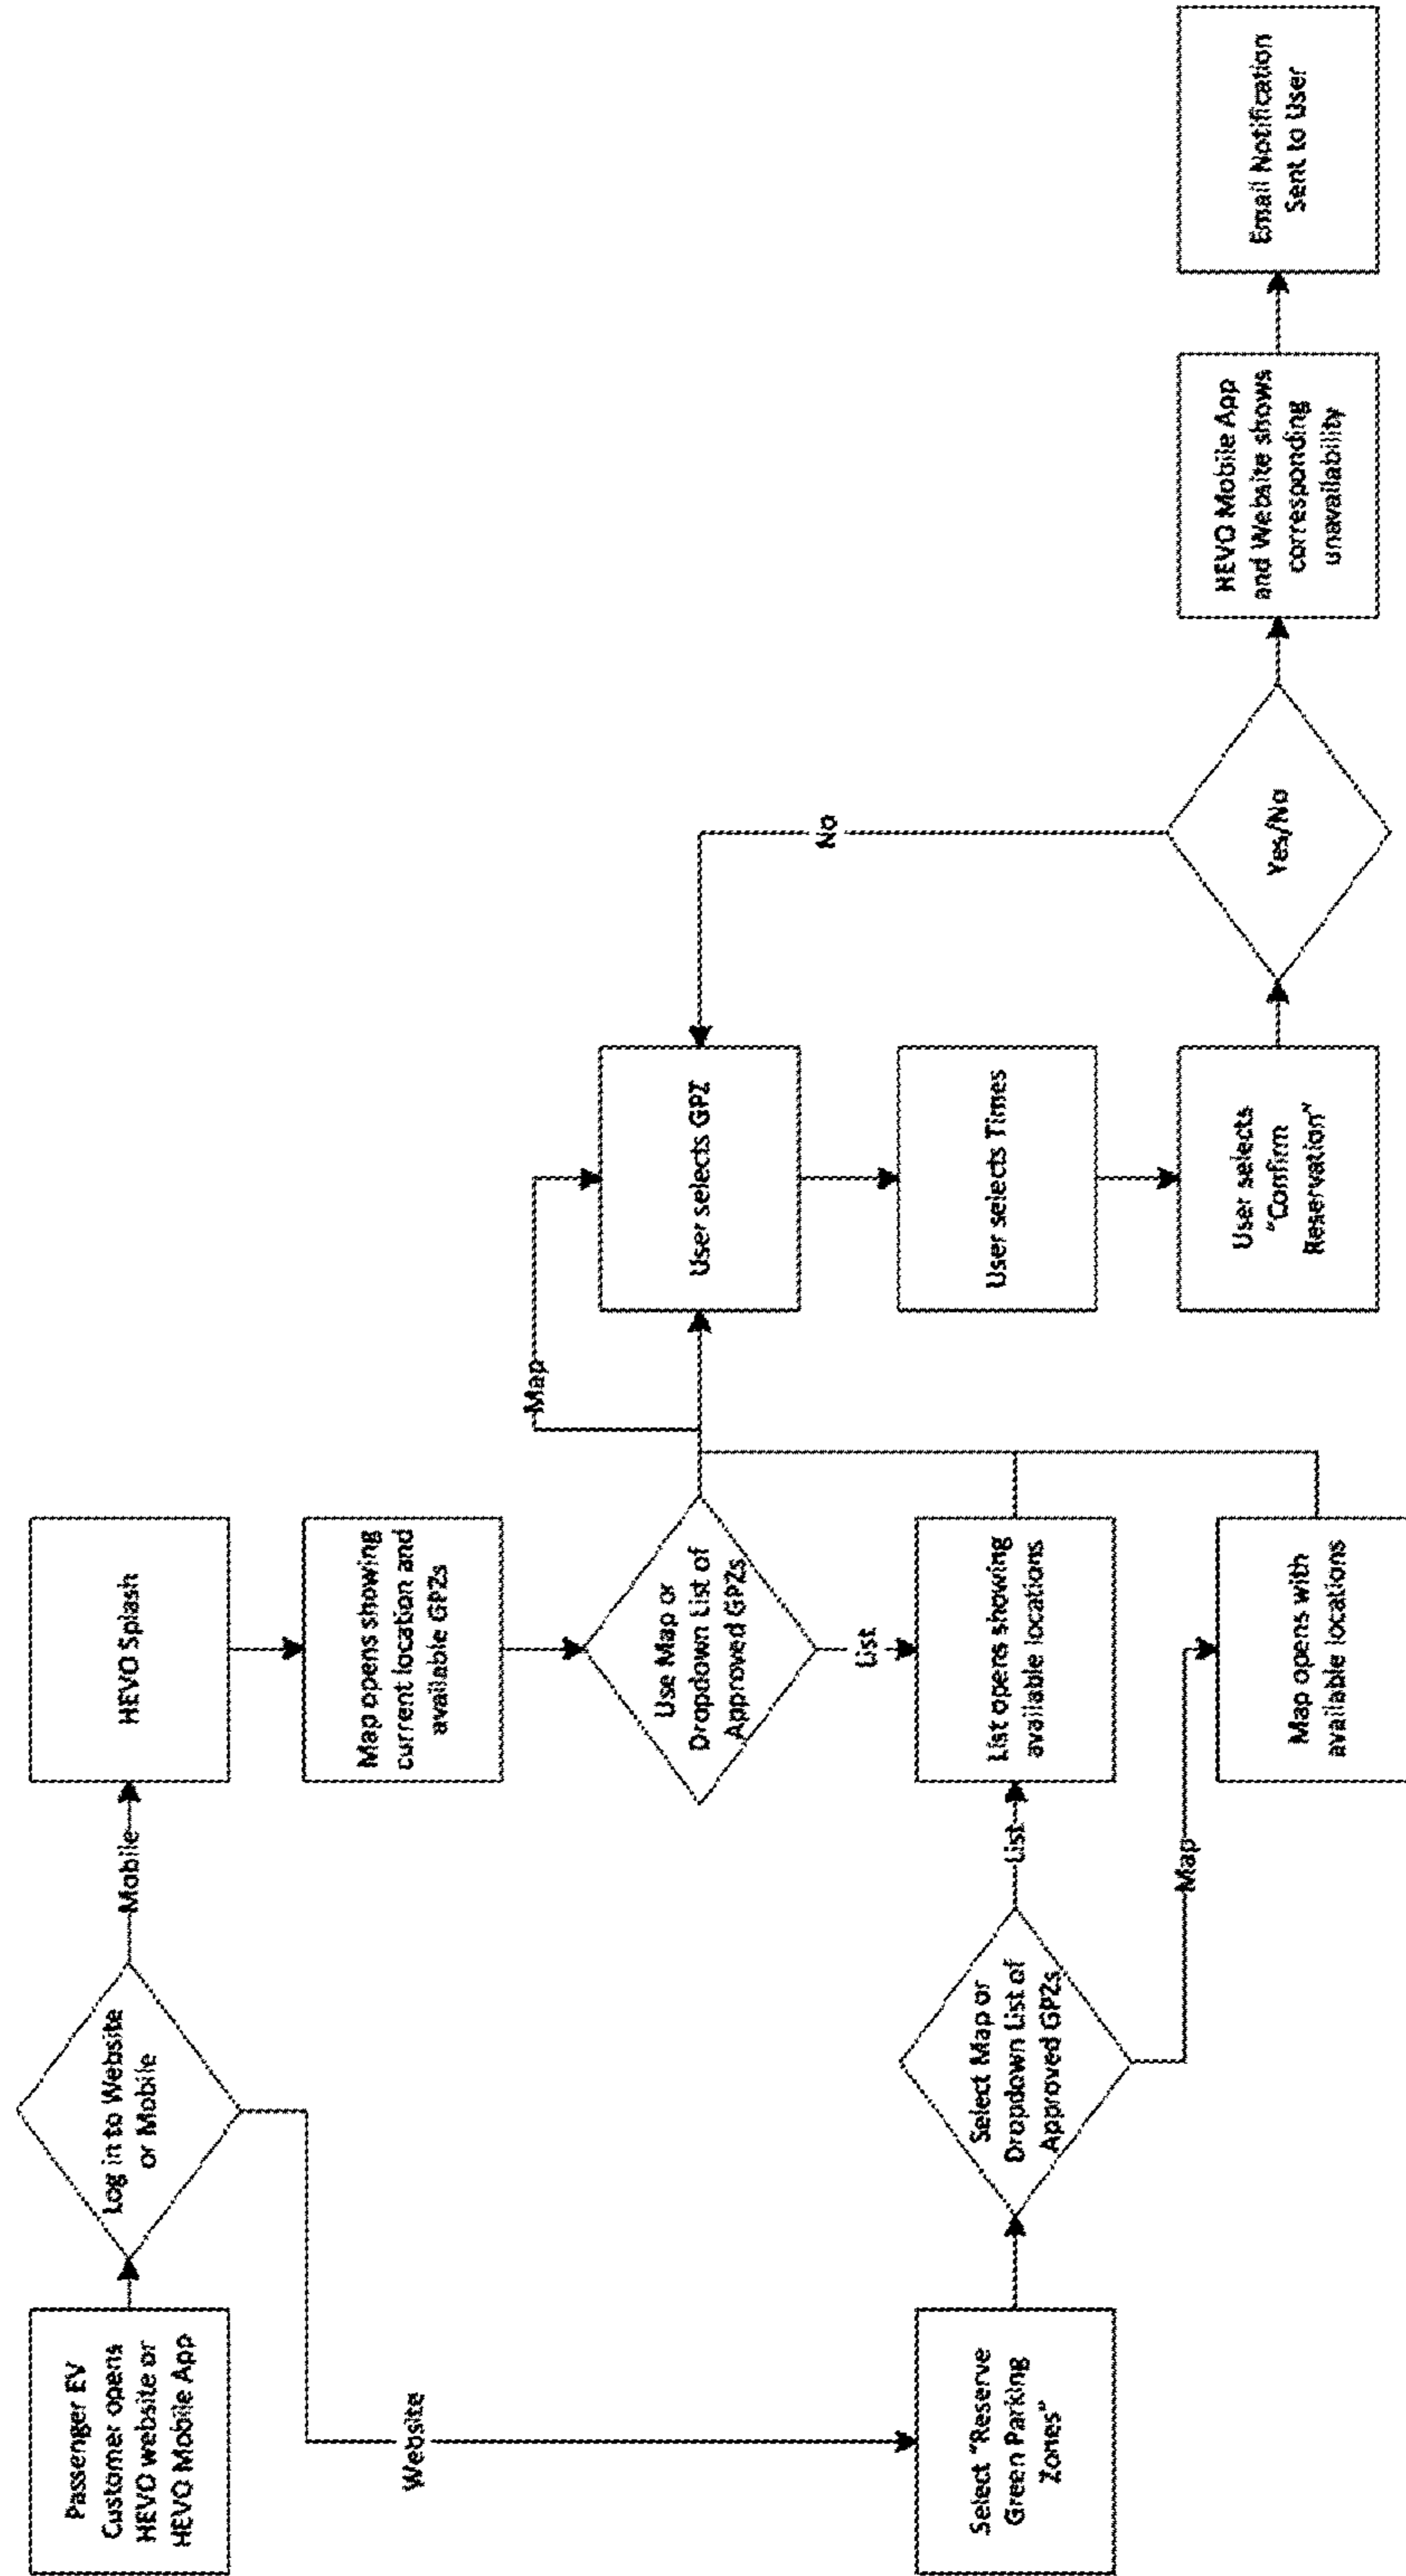 Passenger EV
Customer opens
HEVO website or
HEVO Mobile App
Log in to Website
or Mobile
Mobile
HEVO Splash
Website
Map opens showing
current location and
available GPZs
Use Map or
Dropdown List of
Approved GPZs
Map
List
User selects GPZ
No
Select "Reserve
Green Parking
Zones"
Select Map or
Dropdown List of
Approved GPZs
List
Map
List opens showing
available locations
Map opens with
available locations
User selects Times
User selects
"Confirm
Reservation"
Yes/No
HEVO Mobile App
and Website shows
corresponding
unavailability
Email Notification
Sent to User